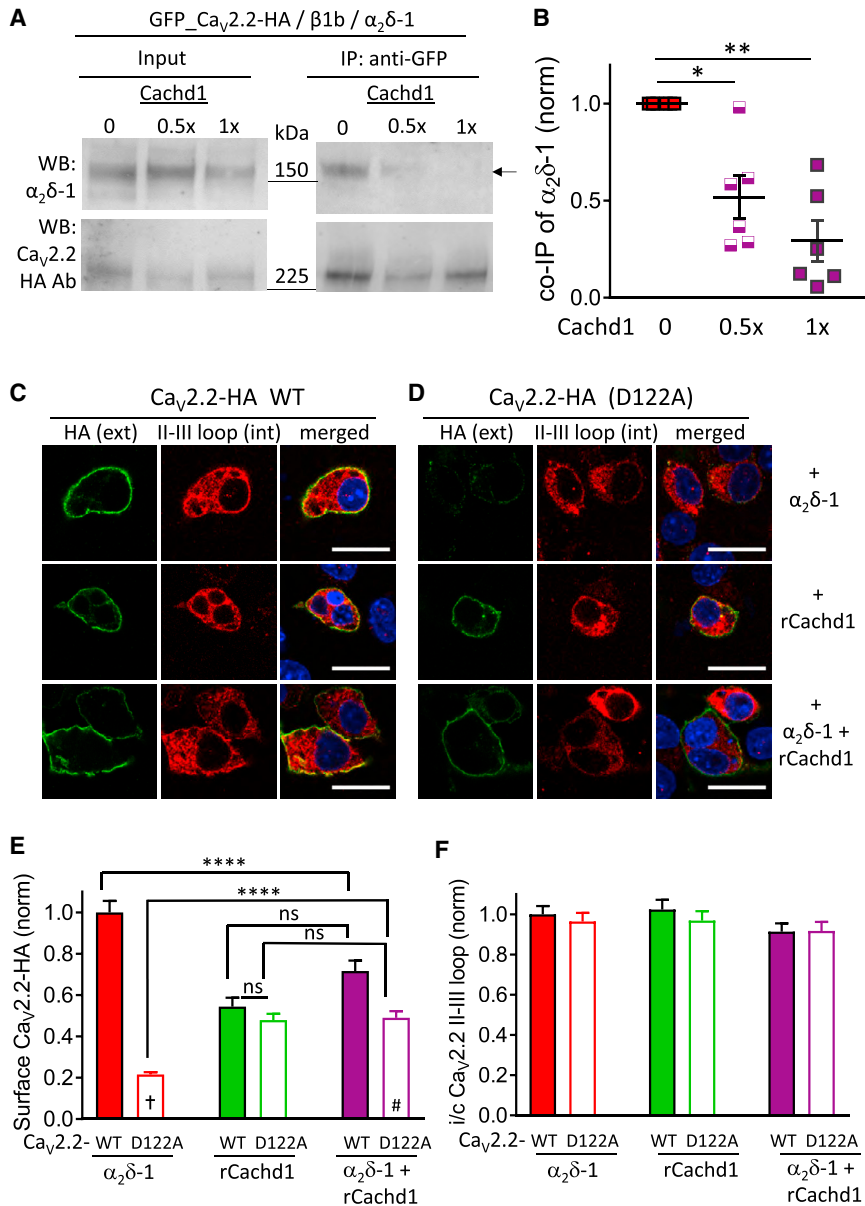 A
GFP_CaV2.2-HA / β1b / α2δ-1
Input
IP: anti-GFP
Cachd1
Cachd1
0 0.5x 1x
kDa
0 0.5x 1x
WB:
α2δ-1
150
WB:
CaV2.2
HA Ab
225
B
** 
*
co-IP of α2δ-1 (norm)
1.0
0.5
0.0
Cachd1 0 0.5x 1x
C
CaV2.2-HA WT
HA (ext) II-III loop (int) merged
D
CaV2.2-HA (D122A)
HA (ext) II-III loop (int) merged
+
α2δ-1
+
rCachd1
+
α2δ-1 +
rCachd1
E
Surface CaV2.2-HA (norm)
1.0
0.8
0.6
0.4
0.2
0.0
****
****
ns
ns
ns
†
#
CaV2.2- WT D122A WT D122A WT D122A
α2δ-1 rCachd1 α2δ-1 +
rCachd1
F
i/c CaV2.2 II-III loop (norm)
1.0
0.8
0.6
0.4
0.2
0.0
CaV2.2- WT D122A WT D122A WT D122A
α2δ-1 rCachd1 α2δ-1 +
rCachd1